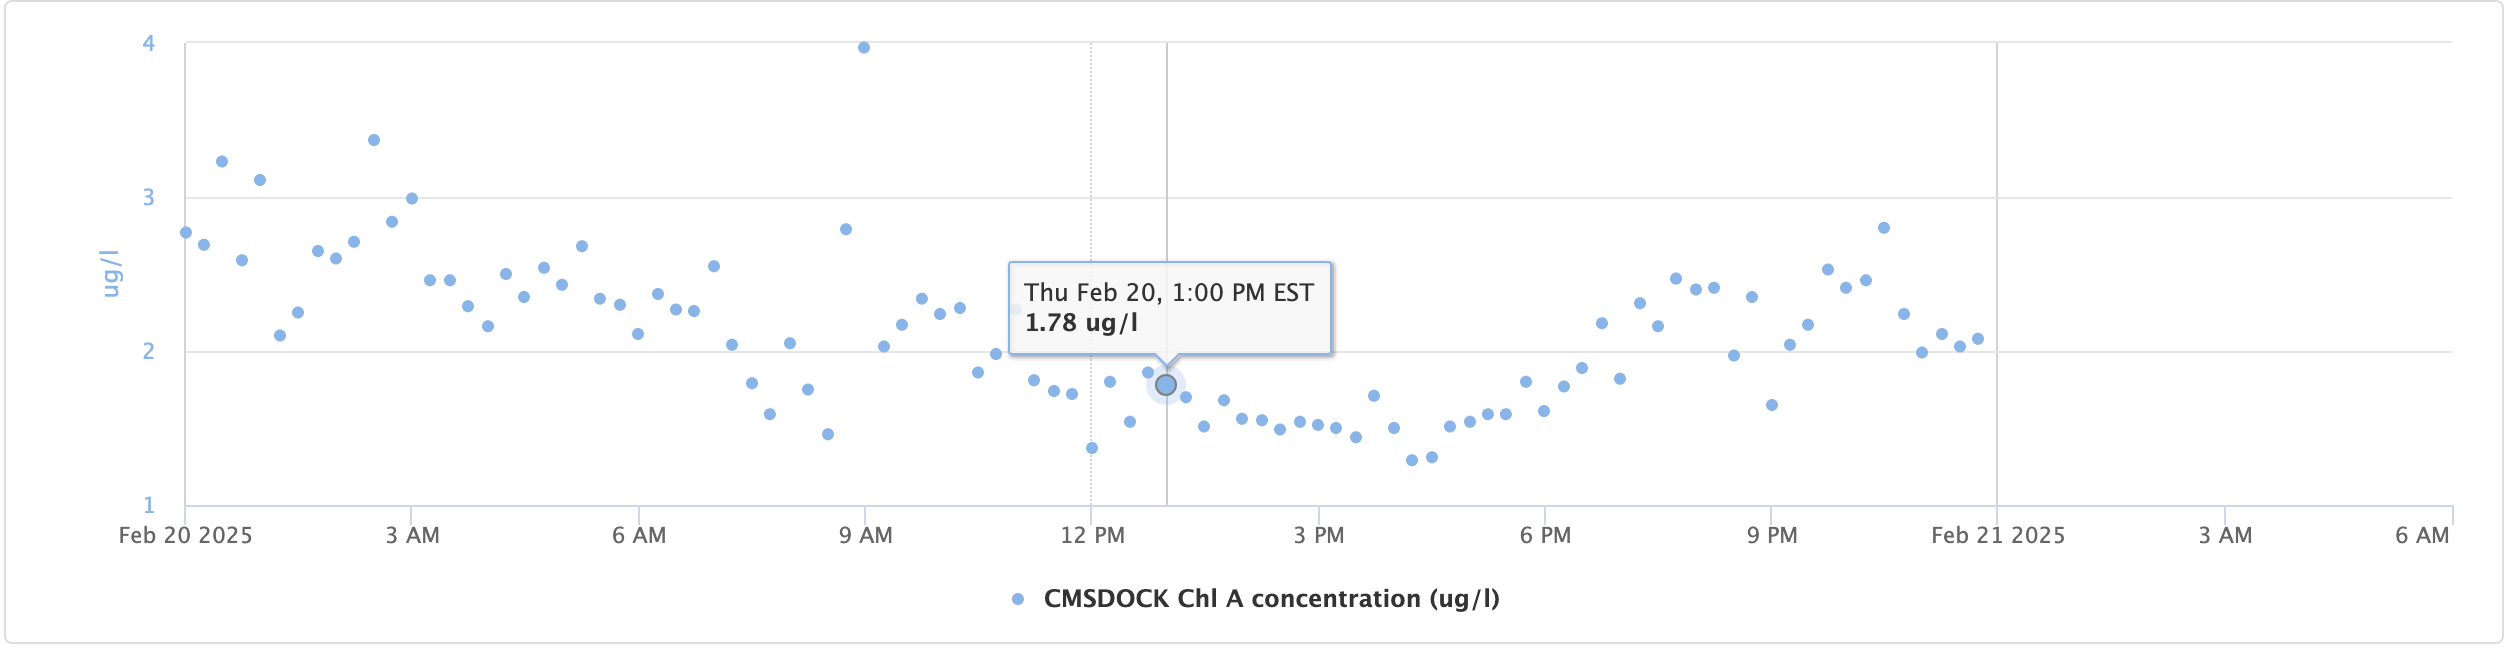 4
3
2
1
ug/l
Thu Feb 20, 1:00 PM EST
1.78 ug/l
Feb 20 2025 3 AM 6 AM 9 AM 12 PM 3 PM 6 PM 9 PM Feb 21 2025 3 AM 6 AM
CMSDOCK Chl A concentration (ug/l)